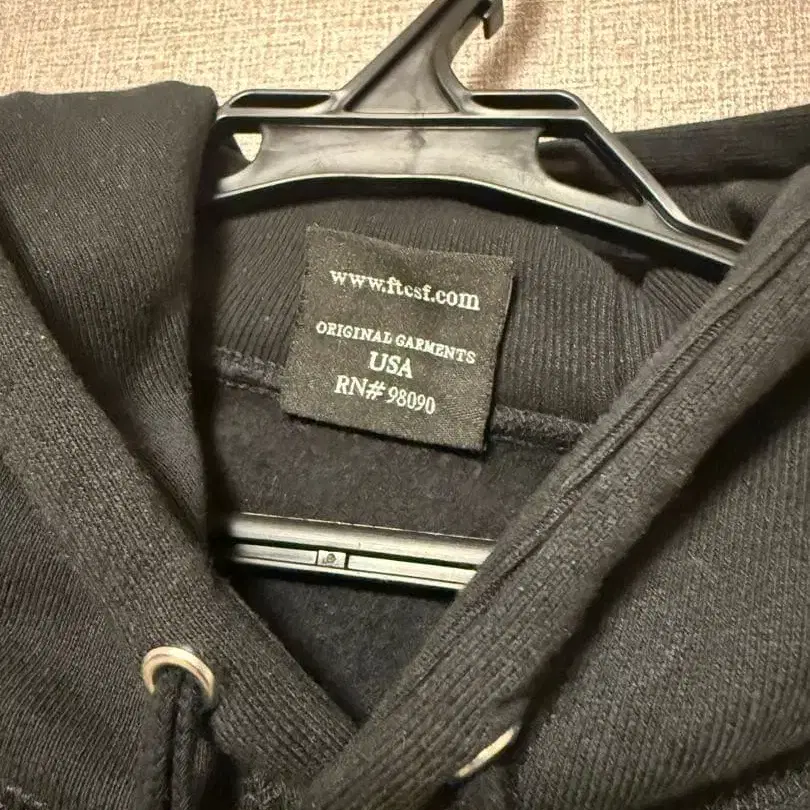 www.ftcsf.com
ORIGINAL GARMENTS
USA
RN# 98090